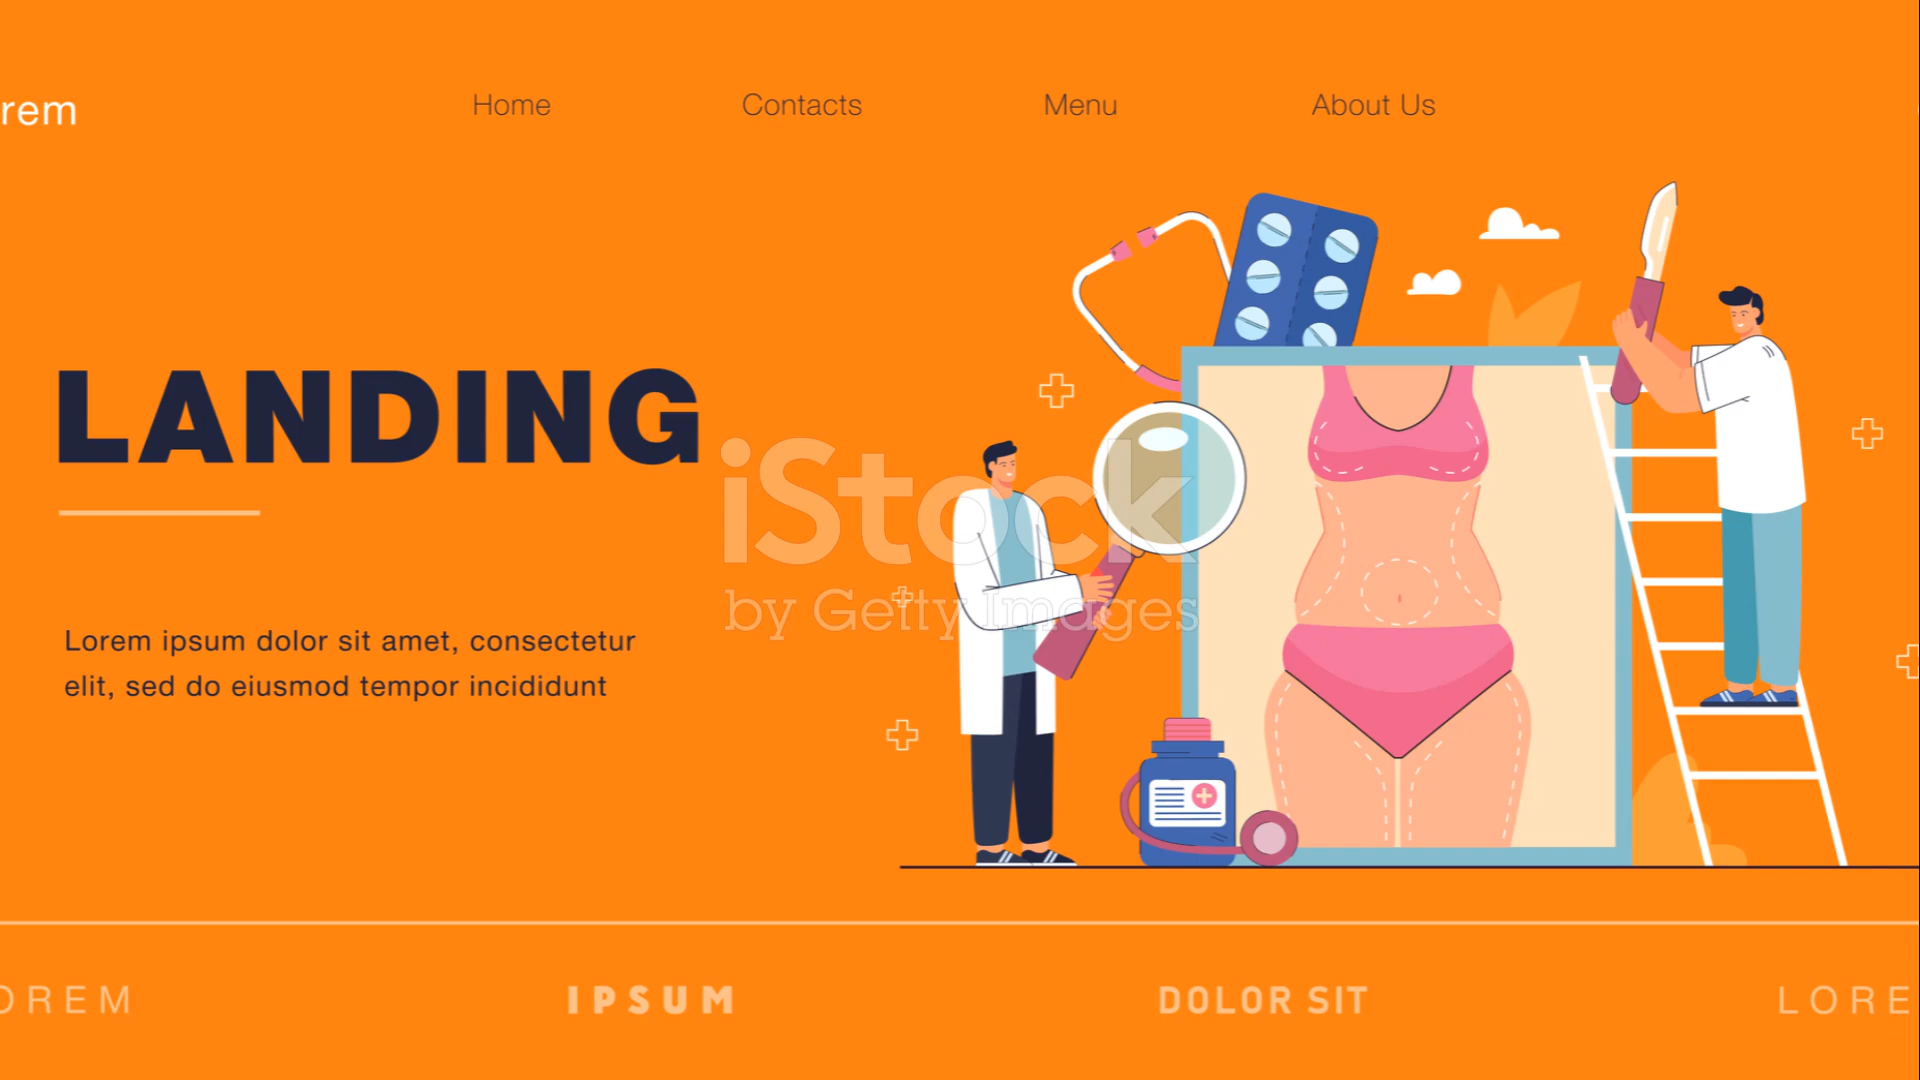 rem
Home
Contacts
Menu
About Us
LANDING
iStock
by Getty Images
Lorem ipsum dolor sit amet, consectetur
elit, sed do eiusmod tempor incididunt
OREM
IPSUM
DOLOR SIT
LORE